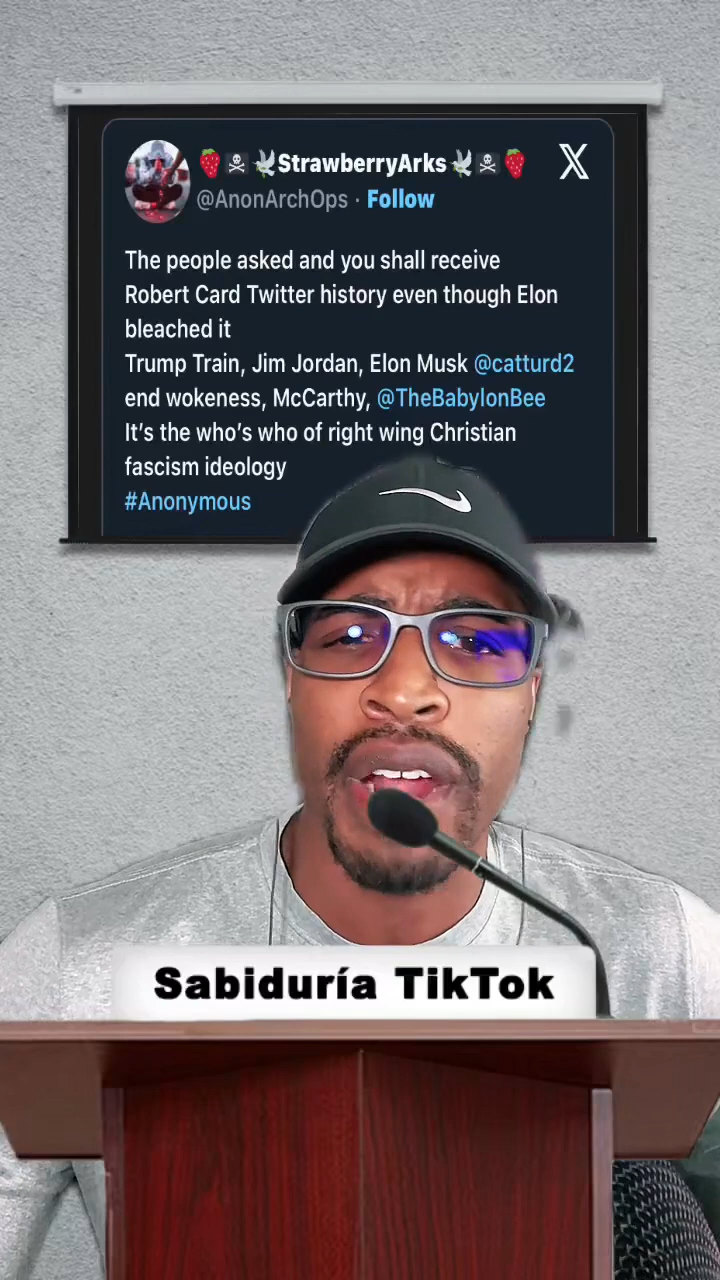 🍓☠️🕊️StrawberryArks🕊️☠️🍓
@AnonArchOps · Follow
The people asked and you shall receive
Robert Card Twitter history even though Elon
bleached it
Trump Train, Jim Jordan, Elon Musk @catturd2
end wokeness, McCarthy, @TheBabylonBee
It’s the who’s who of right wing Christian
fascism ideology
#Anonymous
Sabiduría TikTok